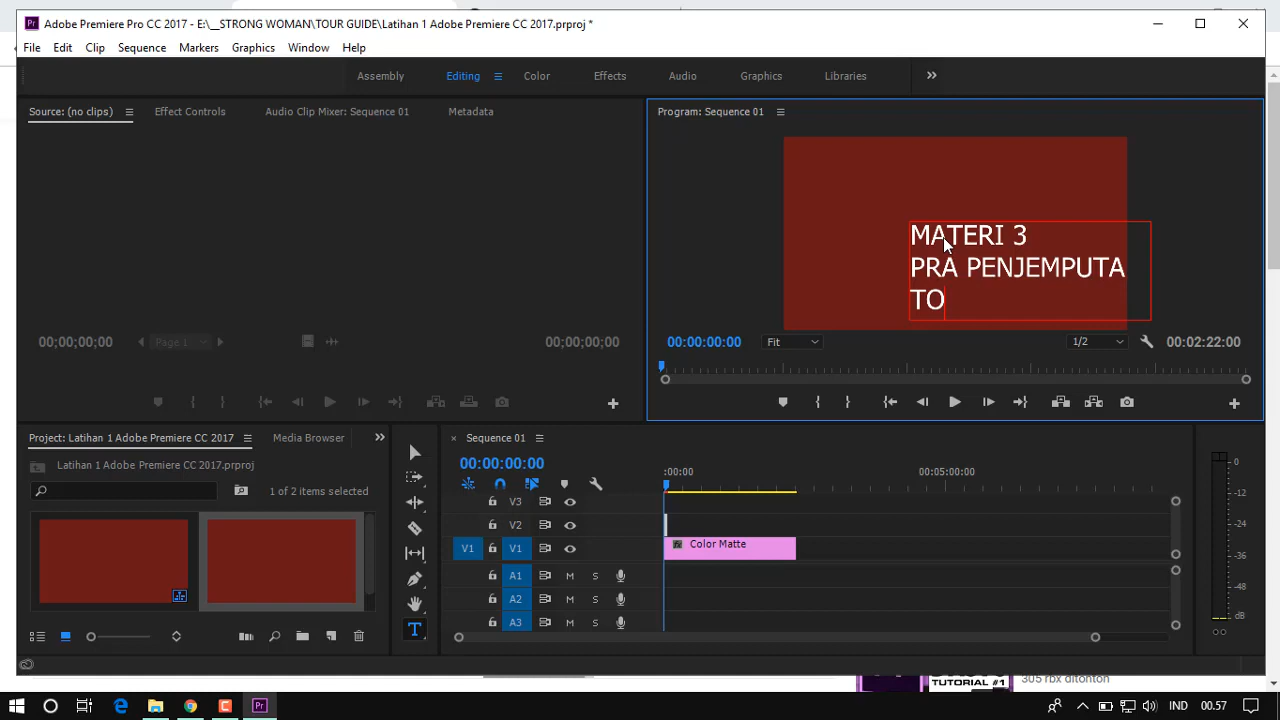 Adobe Premiere Pro CC 2017 - E:\__STRONG WOMAN\TOUR GUIDE\Latihan 1 Adobe Premiere CC 2017.prproj *
File Edit Clip Sequence Markers Graphics Window Help
Assembly Editing Color Effects Audio Graphics Libraries
Source: (no clips) Effect Controls Audio Clip Mixer: Sequence 01 Metadata
Program: Sequence 01
MATERI 3
PRA PENJEMPUTA
TO
00;00;00;00 Page 1 00;00;00;00
00:00:00:00 Fit 1/2 00:02:22:00
Project: Latihan 1 Adobe Premiere CC 2017 Media Browser
Latihan 1 Adobe Premiere CC 2017.prproj
1 of 2 items selected
Sequence 01
00:00:00:00
:00:00 00:05:00:00
V3
V2
V1 V1 fx Color Matte
A1 M S
A2 M S
A3 M S
T
0
-12
-24
-36
-48
dB
TUTORIAL #1
305 rbx ditonton
IND 00.57